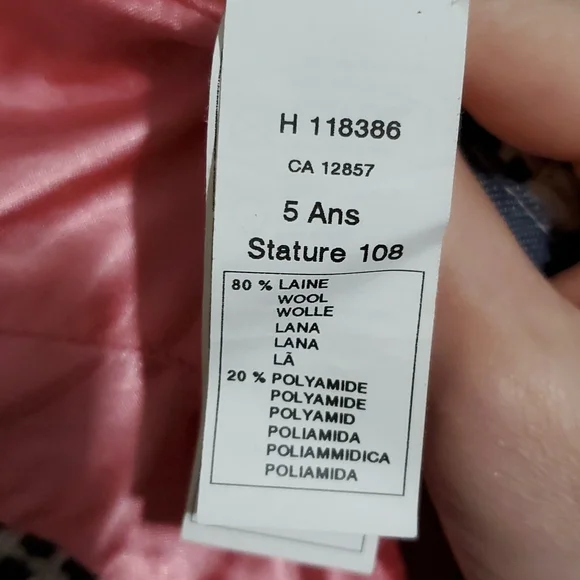 H 118386
CA 12857
5 Ans
Stature 108
80 % LAINE
WOOL
WOLLE
LANA
LANA
LÃ
20 % POLYAMIDE
POLYAMIDE
POLYAMID
POLIAMIDA
POLIAMMIDICA
POLIAMIDA